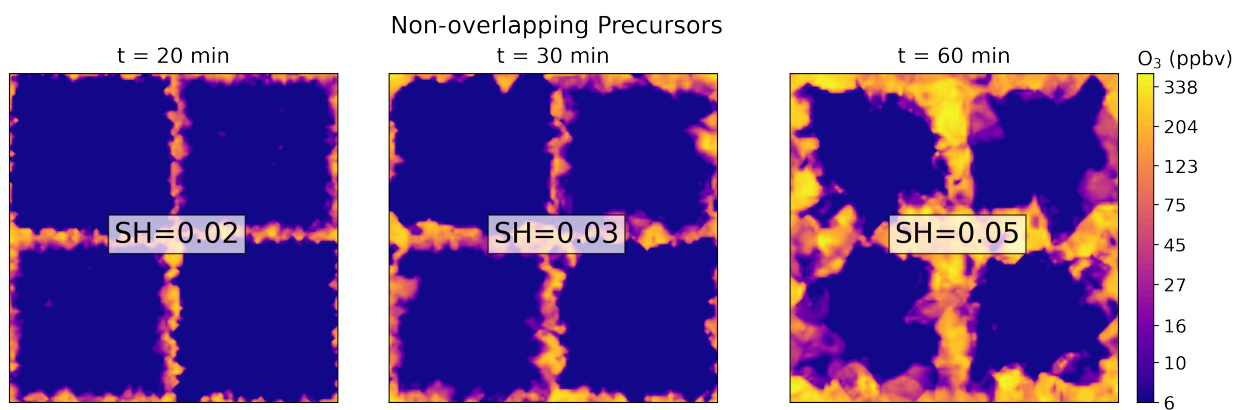 Non-overlapping Precursors
t = 20 min
t = 30 min
t = 60 min
O₃ (ppbv)
SH=0.02
SH=0.03
SH=0.05
338
204
123
75
45
27
16
10
6